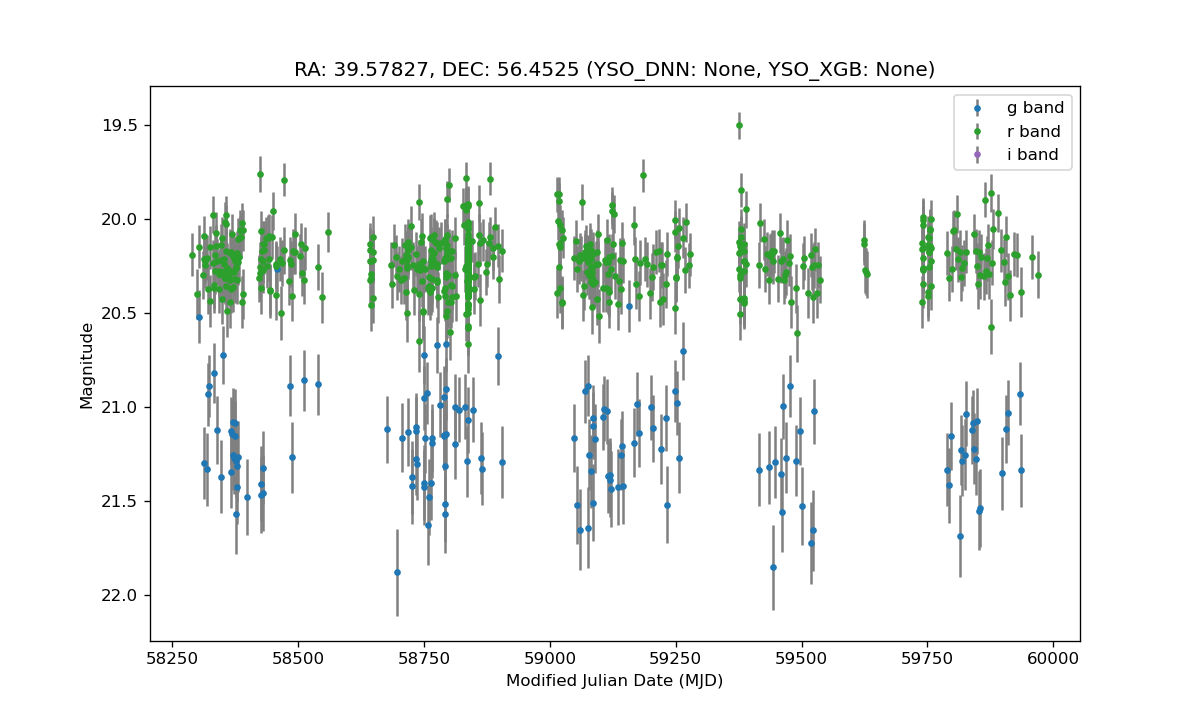 RA: 39.57827, DEC: 56.4525 (YSO_DNN: None, YSO_XGB: None)
g band
r band
i band
19.5
20.0
20.5
21.0
21.5
22.0
Magnitude
58250 58500 58750 59000 59250 59500 59750 60000
Modified Julian Date (MJD)